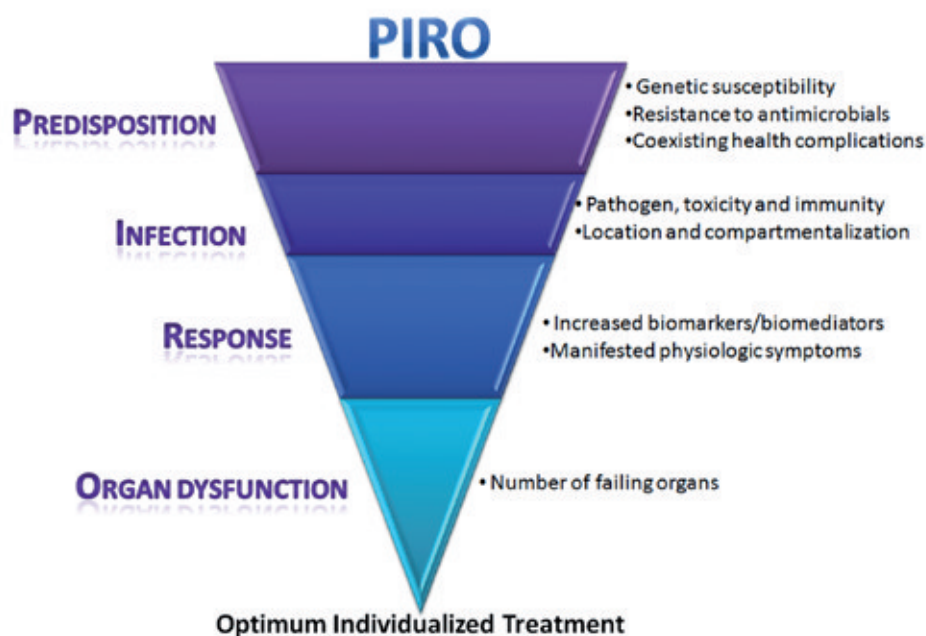 PIRO
PREDISPOSITION
• Genetic susceptibility
•Resistance to antimicrobials
•Coexisting health complications
INFECTION
• Pathogen, toxicity and immunity
•Location and compartmentalization
RESPONSE
• Increased biomarkers/biomediators
•Manifested physiologic symptoms
ORGAN DYSFUNCTION
• Number of failing organs
Optimum Individualized Treatment